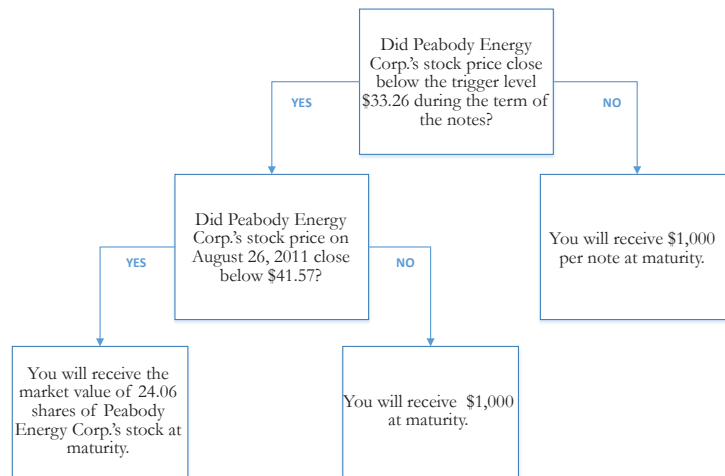 Did Peabody Energy
Corp.'s stock price close
below the trigger level
$33.26 during the term of
the notes?
YES
NO
Did Peabody Energy
Corp.'s stock price on
August 26, 2011 close
below $41.57?
You will receive $1,000
per note at maturity.
YES
NO
You will receive the
market value of 24.06
shares of Peabody
Energy Corp.'s stock at
maturity.
You will receive $1,000
at maturity.